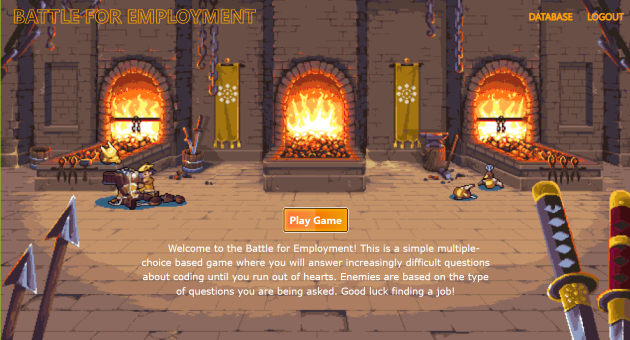 BATTLE FOR EMPLOYMENT
DATABASE LOGOUT
Play Game
Welcome to the Battle for Employment! This is a simple multiple-
choice based game where you will answer increasingly difficult questions
about coding until you run out of hearts. Enemies are based on the type
of questions you are being asked. Good luck finding a job!